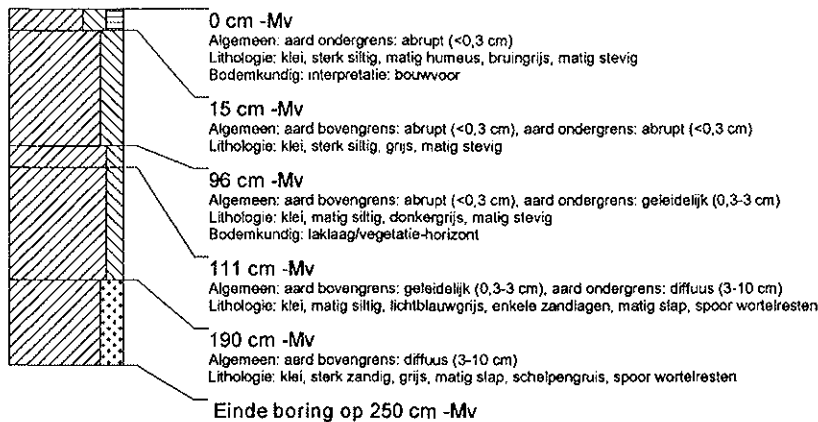 0 cm -Mv
Algemeen: aard ondergrens: abrupt (<0,3 cm)
Lithologie: klei, sterk siltig, matig humeus, bruingrijs, matig stevig
Bodemkundig: interpretatie: bouwvoor
15 cm -Mv
Algemeen: aard bovengrens: abrupt (<0,3 cm), aard ondergrens: abrupt (<0,3 cm)
Lithologie: klei, sterk siltig, grijs, matig stevig
96 cm -Mv
Algemeen: aard bovengrens: abrupt (<0,3 cm), aard ondergrens: geleidelijk (0,3-3 cm)
Lithologie: klei, matig siltig, donkergrijs, matig stevig
Bodemkundig: laklaag/vegetatie-horizont
111 cm -Mv
Algemeen: aard bovengrens: geleidelijk (0,3-3 cm), aard ondergrens: diffuus (3-10 cm)
Lithologie: klei, matig siltig, lichtblauwgrijs, enkele zandlagen, matig slap, spoor wortelresten
190 cm -Mv
Algemeen: aard bovengrens: diffuus (3-10 cm)
Lithologie: klei, sterk zandig, grijs, matig slap, schelpengruis, spoor wortelresten
Einde boring op 250 cm -Mv